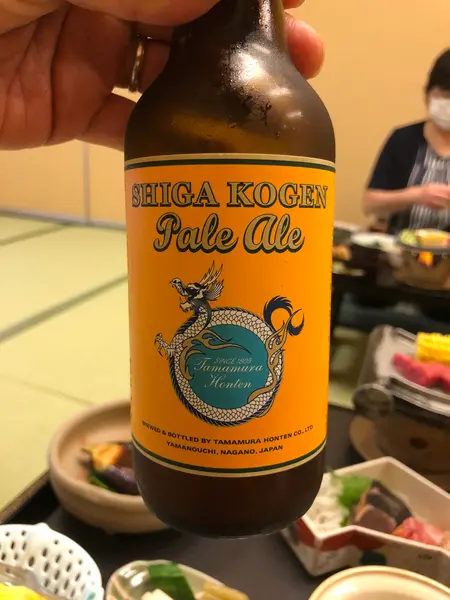 SHIGA KOGEN
Pale Ale
SINCE 1805
Tamamura
Honten
BREWED & BOTTLED BY TAMAMURA HONTEN CO., LTD
YAMANOUCHI, NAGANO, JAPAN